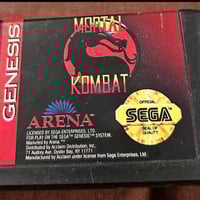 GENESIS
MORTAL
KOMBAT
ARENA
OFFICIAL
SEGA
SEAL OF
QUALITY
LICENSED BY SEGA ENTERPRISES, LTD.
FOR PLAY ON THE SEGA™ GENESIS™ SYSTEM.
by Arena™
Distributed by Acclaim Distribution, Inc.
71 Audrey Ave. Oyster Bay, NY 11771
Manufactured by Acclaim under license from Sega Enterprises, Ltd.